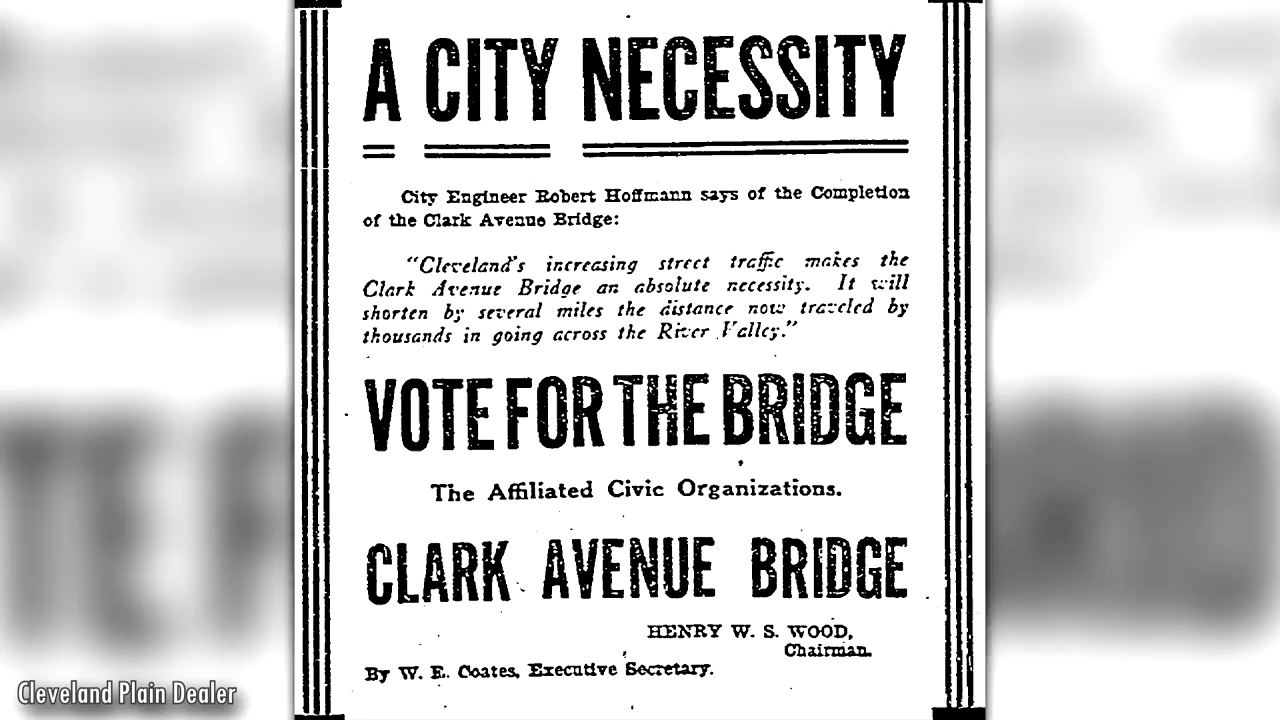 A CITY NECESSITY
City Engineer Robert Hoffmann says of the Completion
of the Clark Avenue Bridge:
"Cleveland's increasing street traffic makes the
Clark Avenue Bridge an absolute necessity. It will
shorten by several miles the distance now traveled by
thousands in going across the River Valley."
VOTE FOR THE BRIDGE
The Affiliated Civic Organizations.
CLARK AVENUE BRIDGE
HENRY W. S. WOOD,
Chairman.
By W. E. Coates, Executive Secretary.
Cleveland Plain Dealer